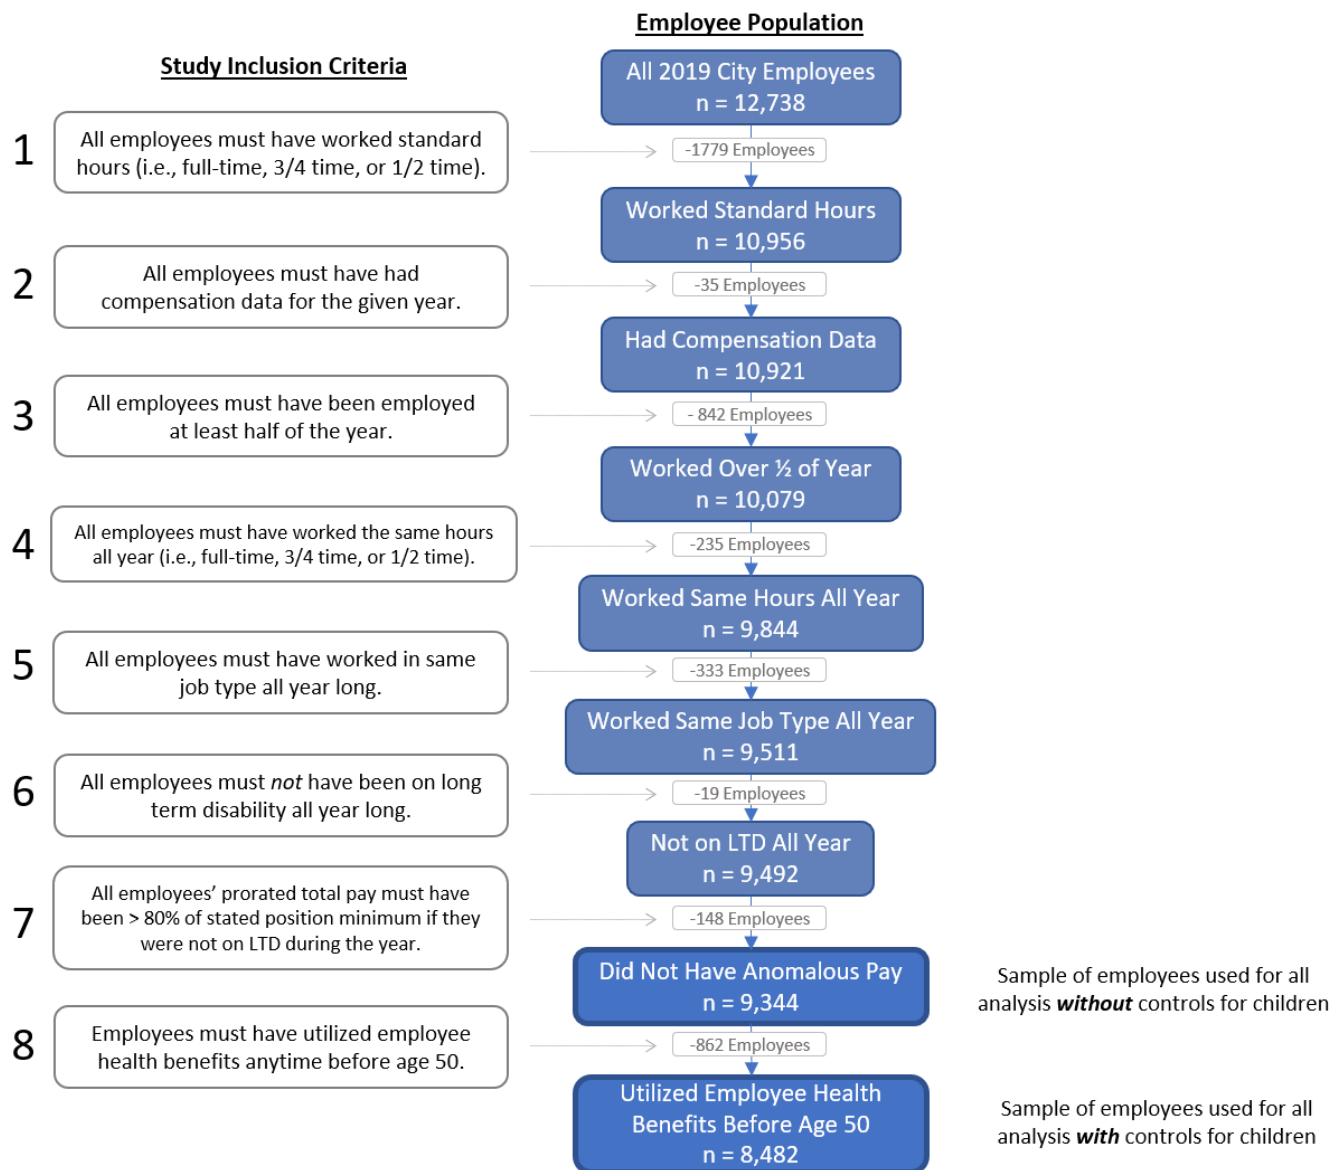 Employee Population
Study Inclusion Criteria
All 2019 City Employees
n = 12,738
1
All employees must have worked standard
hours (i.e., full-time, 3/4 time, or 1/2 time).
-1779 Employees
Worked Standard Hours
n = 10,956
2
All employees must have had
compensation data for the given year.
-35 Employees
Had Compensation Data
n = 10,921
3
All employees must have been employed
at least half of the year.
- 842 Employees
Worked Over ½ of Year
n = 10,079
4
All employees must have worked the same hours
all year (i.e., full-time, 3/4 time, or 1/2 time).
-235 Employees
Worked Same Hours All Year
n = 9,844
5
All employees must have worked in same
job type all year long.
-333 Employees
Worked Same Job Type All Year
n = 9,511
6
All employees must not have been on long
term disability all year long.
-19 Employees
Not on LTD All Year
n = 9,492
7
All employees’ prorated total pay must have
been > 80% of stated position minimum if they
were not on LTD during the year.
-148 Employees
Did Not Have Anomalous Pay
n = 9,344
Sample of employees used for all
analysis without controls for children
8
Employees must have utilized employee
health benefits anytime before age 50.
-862 Employees
Utilized Employee Health
Benefits Before Age 50
n = 8,482
Sample of employees used for all
analysis with controls for children